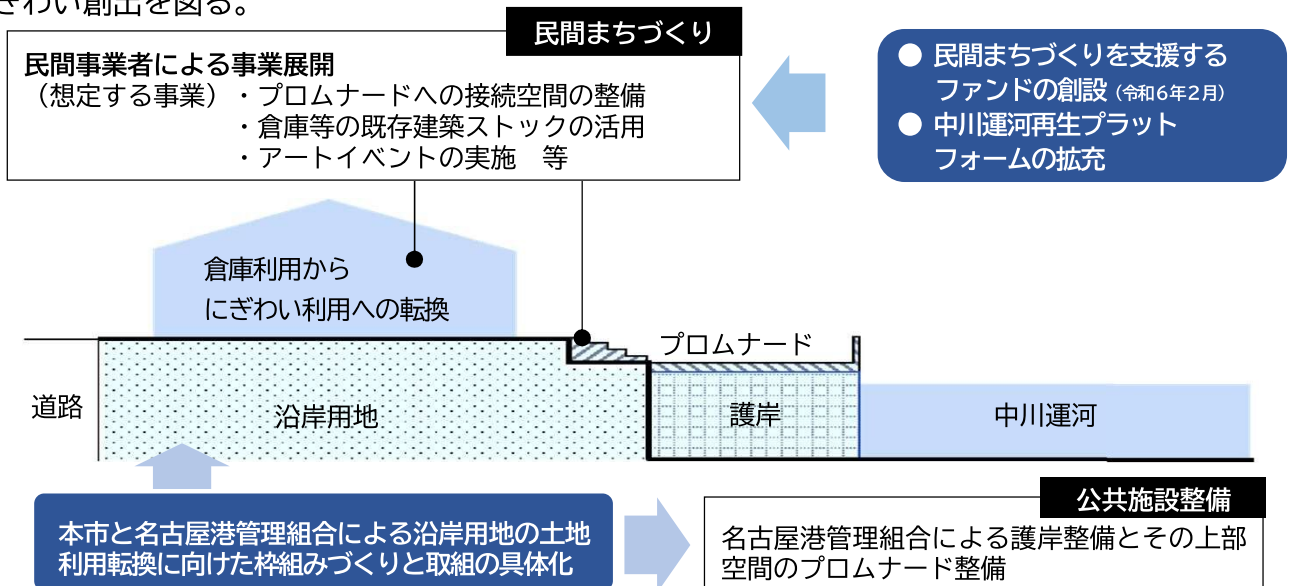 ぎわい創出を図る。
民間まちづくり
民間事業者による事業展開
（想定する事業）・プロムナードへの接続空間の整備
・倉庫等の既存建築ストックの活用
・アートイベントの実施　等
● 民間まちづくりを支援する
ファンドの創設（令和6年2月）
● 中川運河再生プラット
フォームの拡充
倉庫利用から
にぎわい利用への転換
プロムナード
道路
沿岸用地
護岸
中川運河
本市と名古屋港管理組合による沿岸用地の土地
利用転換に向けた枠組みづくりと取組の具体化
公共施設整備
名古屋港管理組合による護岸整備とその上部
空間のプロムナード整備